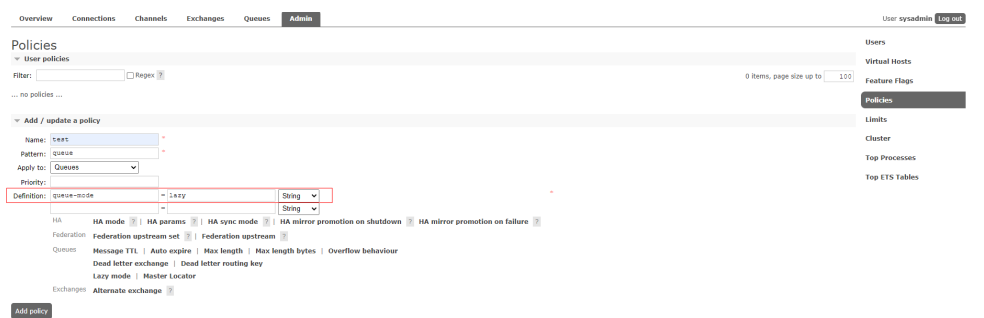 Overview Connections Channels Exchanges Queues Admin User sysadmin Log out
Policies
User policies
Filter: Regex ? 0 items, page size up to 100
... no policies ...
Add / update a policy
Name: test *
Pattern: queue *
Apply to: Queues
Priority:
Definition: queue-mode = lazy String *
= String
HA HA mode ? | HA params ? | HA sync mode ? | HA mirror promotion on shutdown ? HA mirror promotion on failure ?
Federation Federation upstream set ? | Federation upstream ?
Queues Message TTL | Auto expire | Max length | Max length bytes | Overflow behaviour
Dead letter exchange | Dead letter routing key
Lazy mode | Master Locator
Exchanges Alternate exchange ?
Add policy
Users
Virtual Hosts
Feature Flags
Policies
Limits
Cluster
Top Processes
Top ETS Tables